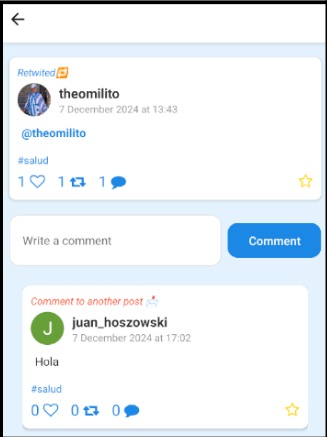 Retwited
theomilito
7 December 2024 at 13:43
@theomilito
#salud
1 1 1
Write a comment
Comment
Comment to another post
J
juan_hoszowski
7 December 2024 at 17:02
Hola
#salud
0 0 0